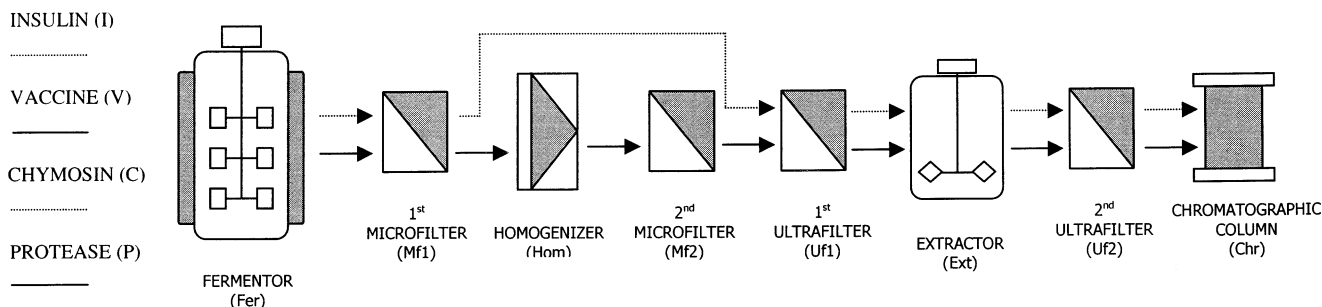 INSULIN (I)
VACCINE (V)
CHYMOSIN (C)
PROTEASE (P)
FERMENTOR
(Fer)
1st
MICROFILTER
(Mf1)
HOMOGENIZER
(Hom)
2nd
MICROFILTER
(Mf2)
1st
ULTRAFILTER
(Uf1)
EXTRACTOR
(Ext)
2nd
ULTRAFILTER
(Uf2)
CHROMATOGRAPHIC
COLUMN
(Chr)